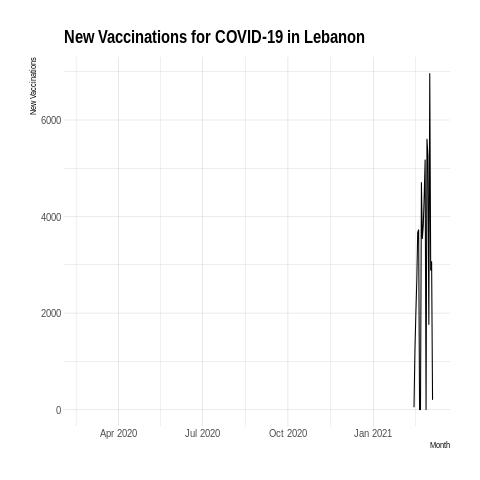 New Vaccinations for COVID-19 in Lebanon
New Vaccinations
6000
4000
2000
0
Apr 2020 Jul 2020 Oct 2020 Jan 2021
Month